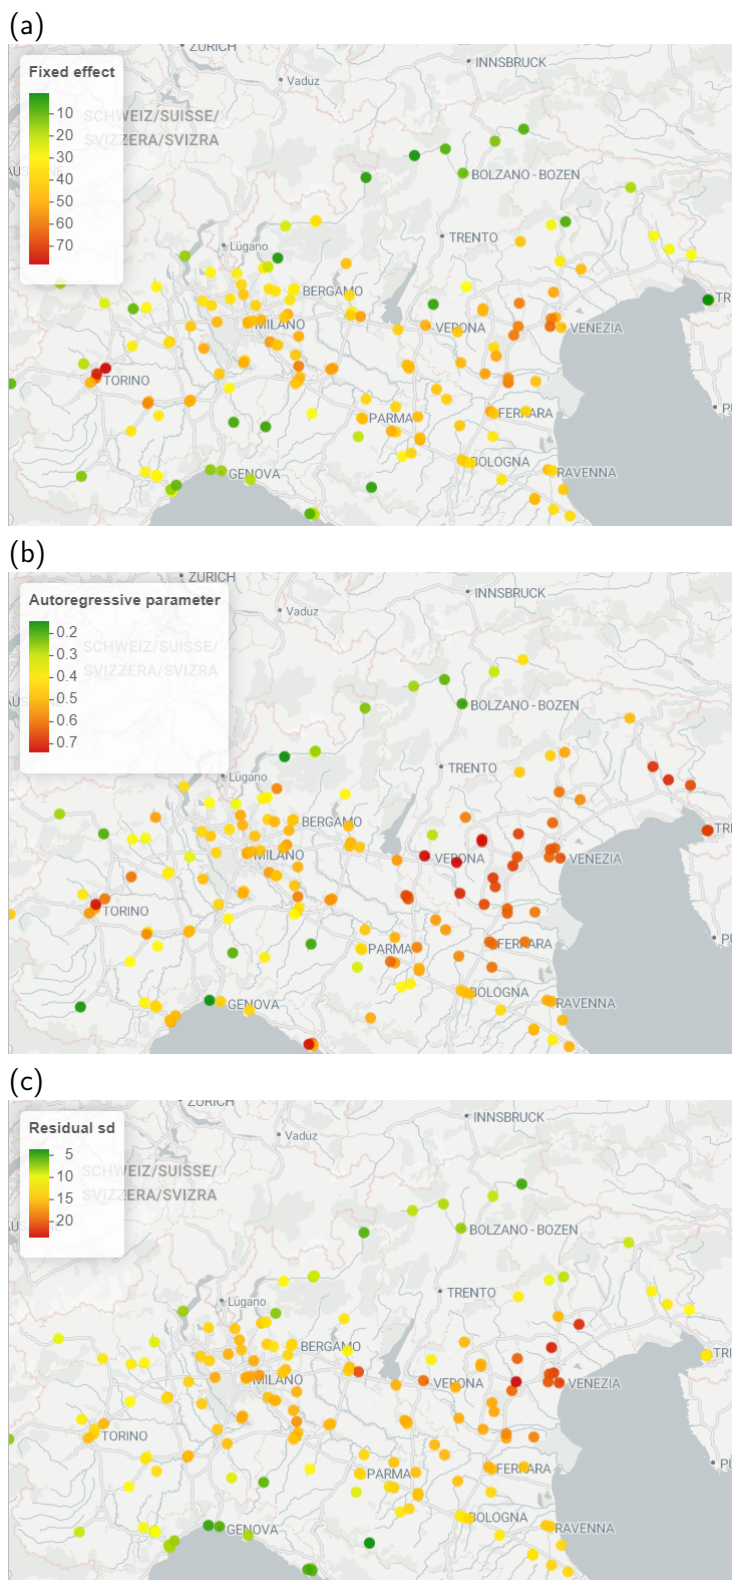 (a)
ZURICH
INNSBRUCK
Fixed effect
Vaduz
10
SCHWEIZ/SUISSE/
20
SVIZZERA/SVIZRA
30
BOLZANO - BOZEN
40
50
TRENTO
60
Lugano
70
BERGAMO
TR
MILANO
VERONA
VENEZIA
TORINO
PARMA
FERRARA
GENOVA
BOLOGNA
RAVENNA
(b)
ZURICH
INNSBRUCK
Autoregressive parameter
Vaduz
0.2
0.3
SCHWEIZ/SUISSE/
0.4
SVIZZERA/SVIZRA
0.5
BOLZANO - BOZEN
0.6
0.7
TRENTO
Lugano
BERGAMO
TRI
MILANO
VERONA
VENEZIA
TORINO
PARMA
FERRARA
GENOVA
BOLOGNA
RAVENNA
(c)
ZURICH
INNSBRUCK
Residual sd
Vaduz
5
10
SCHWEIZ/SUISSE/
15
SVIZZERA/SVIZRA
20
BOLZANO - BOZEN
TRENTO
Lugano
BERGAMO
TRI
MILANO
VERONA
VENEZIA
TORINO
PARMA
FERRARA
GENOVA
BOLOGNA
RAVENNA